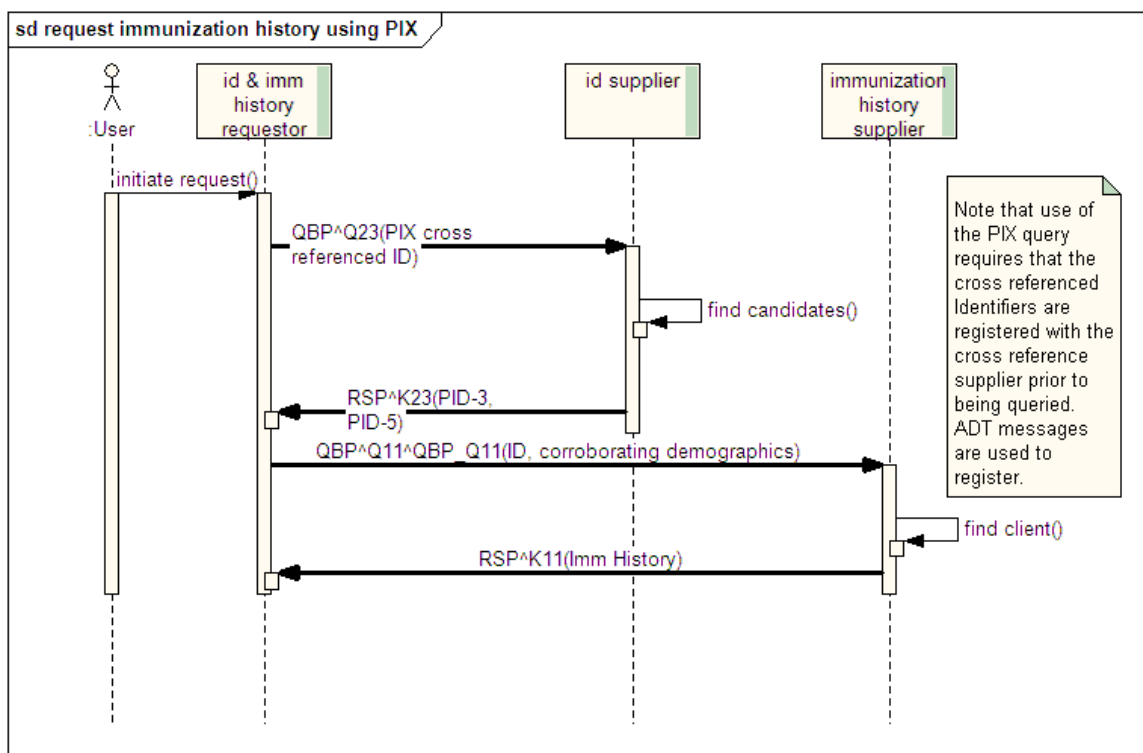 sd request immunization history using PIX
:User
id & imm
history
requestor
id supplier
immunization
history
supplier
initiate request()
QBP^Q23(PIX cross
referenced ID)
find candidates()
RSP^K23(PID-3,
PID-5)
QBP^Q11^QBP_Q11(ID, corroborating demographics)
find client()
RSP^K11(Imm History)
Note that use of
the PIX query
requires that the
cross referenced
Identifiers are
registered with the
cross reference
supplier prior to
being queried.
ADT messages
are used to
register.